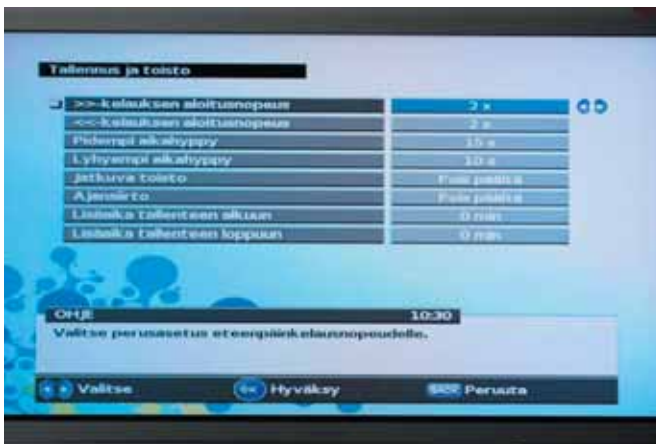 Tallennus ja toisto
>>-kelauksen aloitusnopeus 2 x
<<-kelauksen aloitusnopeus 2 x
Pidempi aikahyppy 15 s
Lyhyempi aikahyppy 10 s
Jatkuva toisto Pois päältä
Ajansiirto Pois päältä
Lisäaika tallenteen alkuun 0 min
Lisäaika tallenteen loppuun 0 min
OHJE 10:30
Valitse perusasetus eteenpäinkelausnopeudelle.
Valitse OK Hyväksy BACK Peruuta